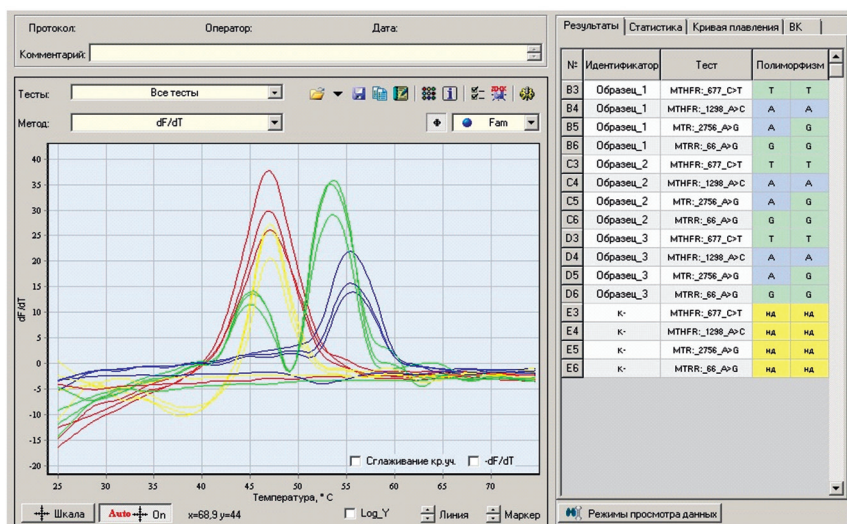 Протокол: Оператор: Дата:
Комментарий:
Тесты: Все тесты
Метод: dF/dT Fam
40
35
30
25
20
15
10
5
0
-5
-10
-15
-20
dF/dT
25 30 35 40 45 50 55 60 65 70
Температура, °C
Сглаживание кр.уч. -dF/dT
Шкала Auto On x=68,9 y=44 Log_Y Линия Маркер
Результаты Статистика Кривая плавления ВК
№ Идентификатор Тест Полиморфизм
B3 Образец_1 MTHFR:_677_C>T T T
B4 Образец_1 MTHFR:_1298_A>C A A
B5 Образец_1 MTR:_2756_A>G A G
B6 Образец_1 MTRR:_66_A>G G G
C3 Образец_2 MTHFR:_677_C>T T T
C4 Образец_2 MTHFR:_1298_A>C A A
C5 Образец_2 MTR:_2756_A>G A G
C6 Образец_2 MTRR:_66_A>G G G
D3 Образец_3 MTHFR:_677_C>T T T
D4 Образец_3 MTHFR:_1298_A>C A A
D5 Образец_3 MTR:_2756_A>G A G
D6 Образец_3 MTRR:_66_A>G G G
E3 К- MTHFR:_677_C>T нд нд
E4 К- MTHFR:_1298_A>C нд нд
E5 К- MTR:_2756_A>G нд нд
E6 К- MTRR:_66_A>G нд нд
Режимы просмотра данных